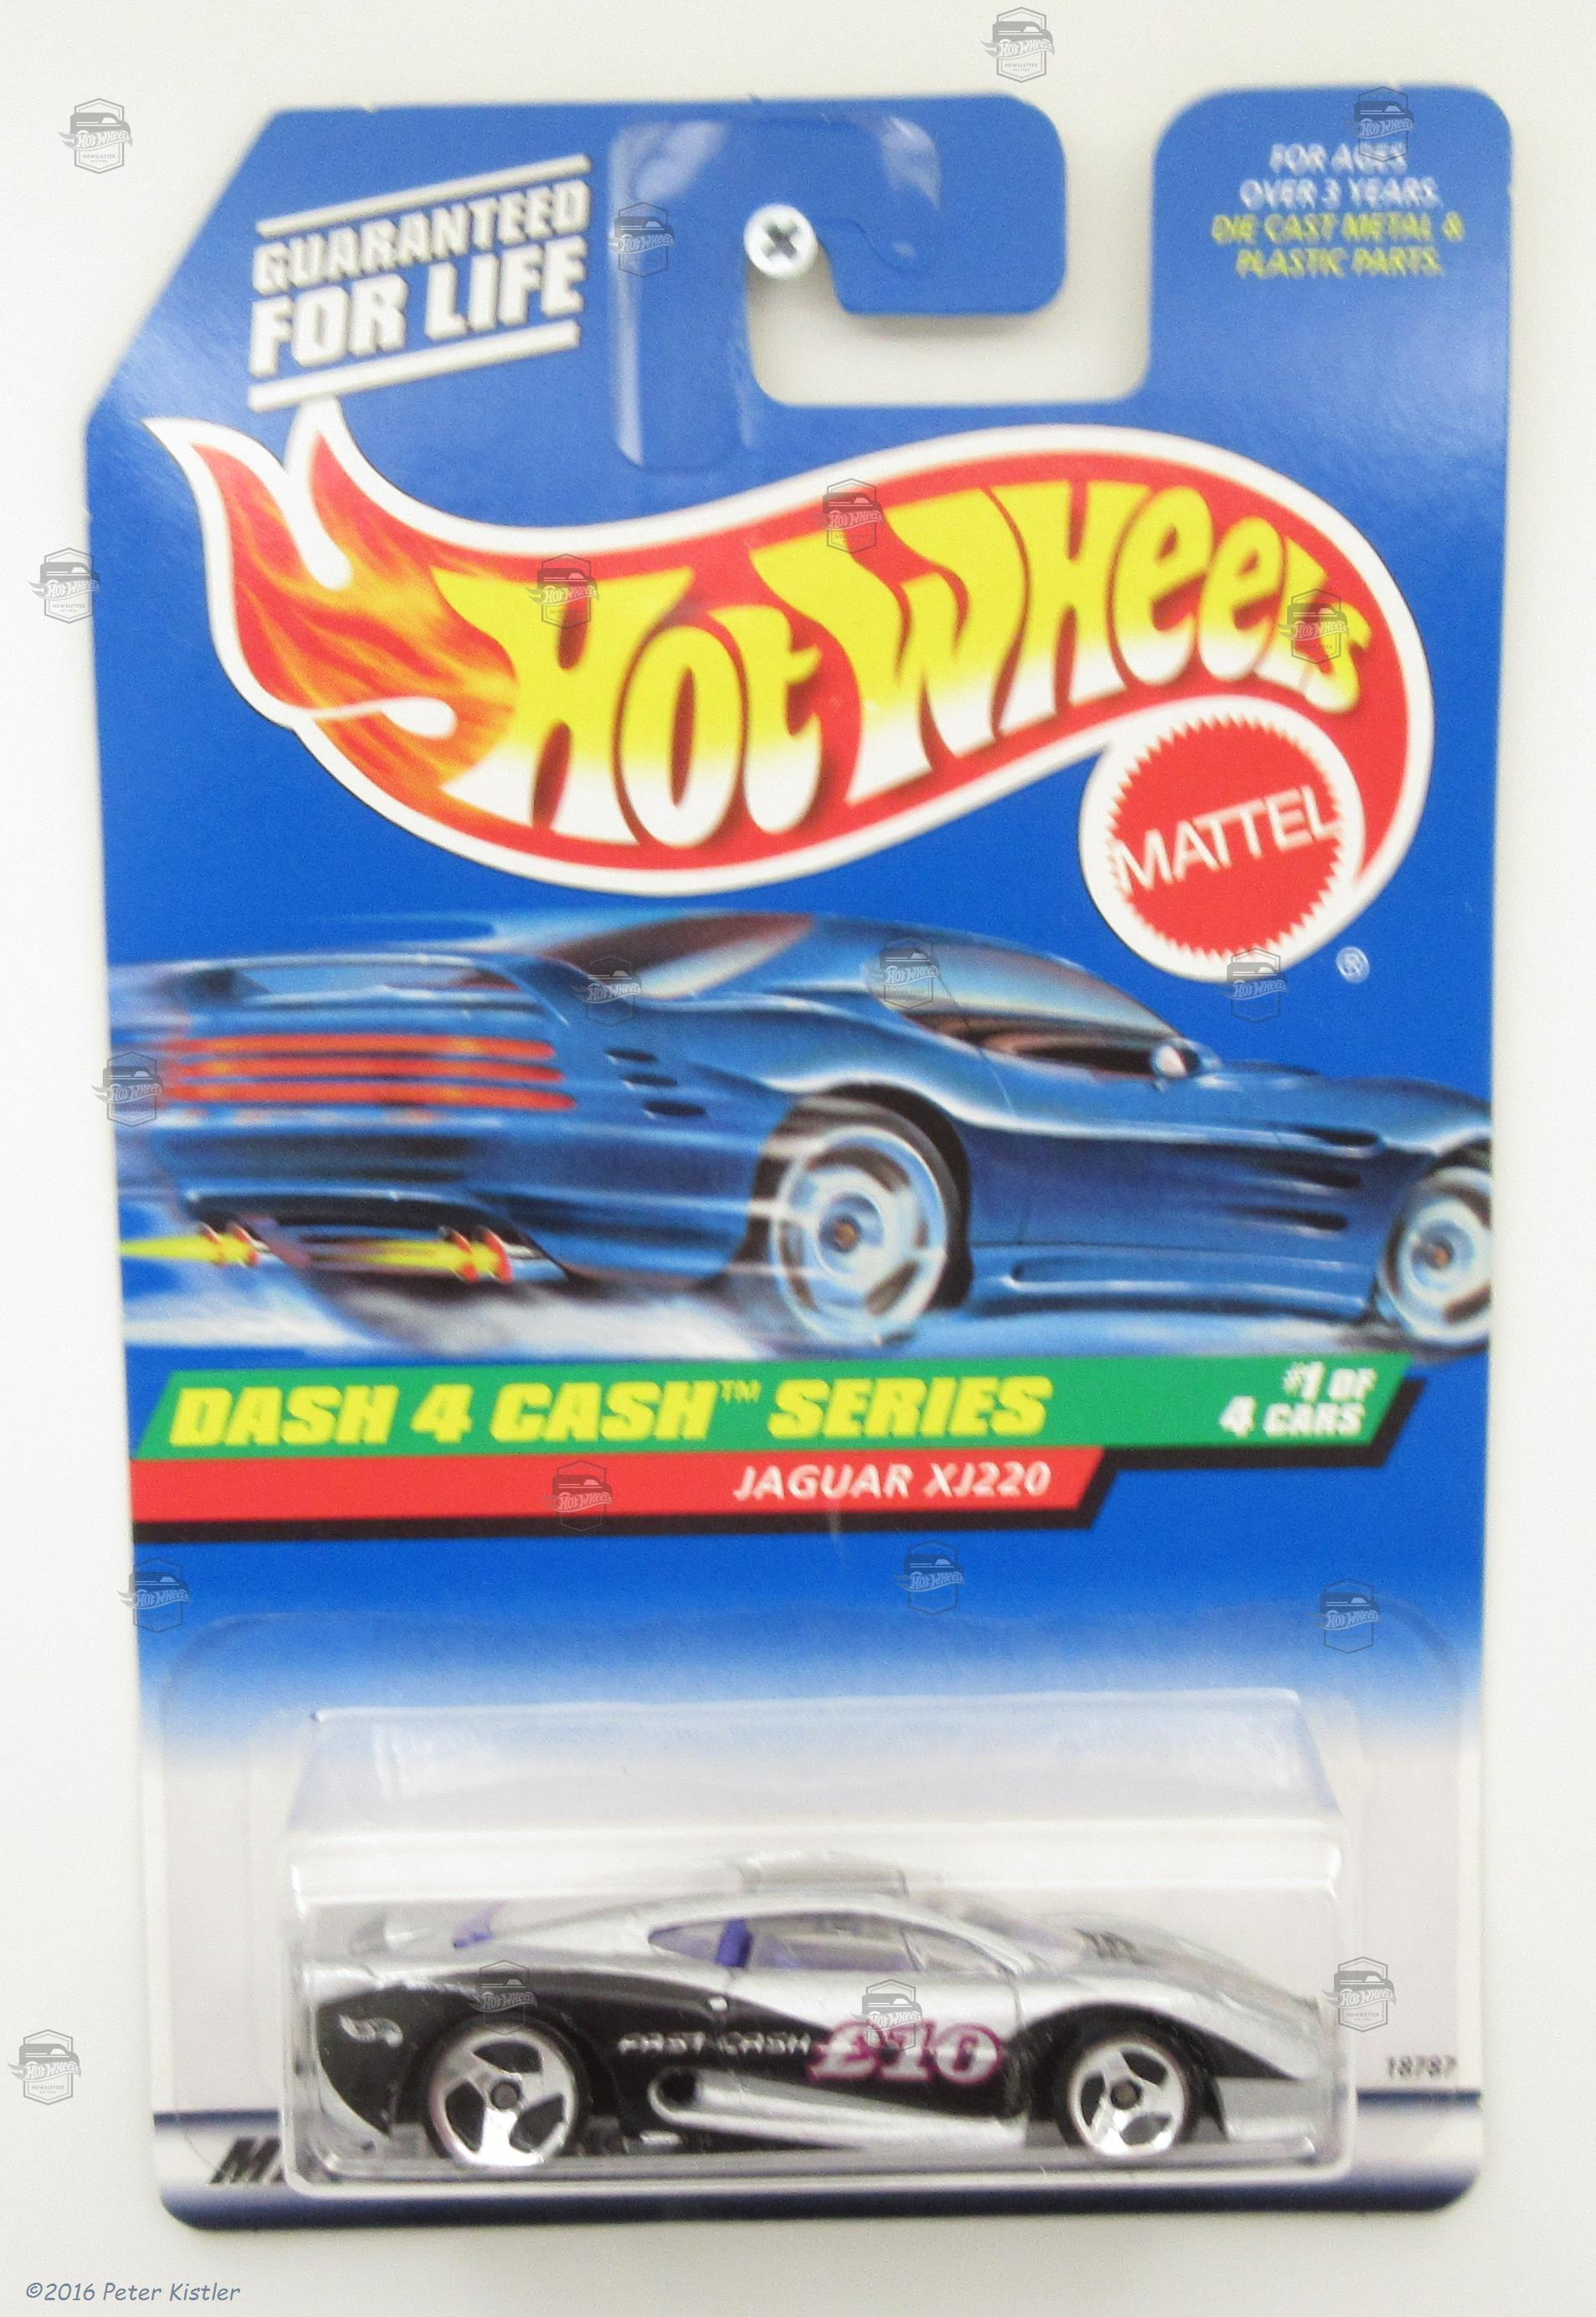 GUARANTEED
FOR LIFE
FOR AGES
OVER 3 YEARS.
DIE CAST METAL &
PLASTIC PARTS.
Hot Wheels
MATTEL
®
DASH 4 CASH™ SERIES
#1 OF
4 CARS
JAGUAR XJ220
FAST CASH
£10
18787
©2016 Peter Kistler